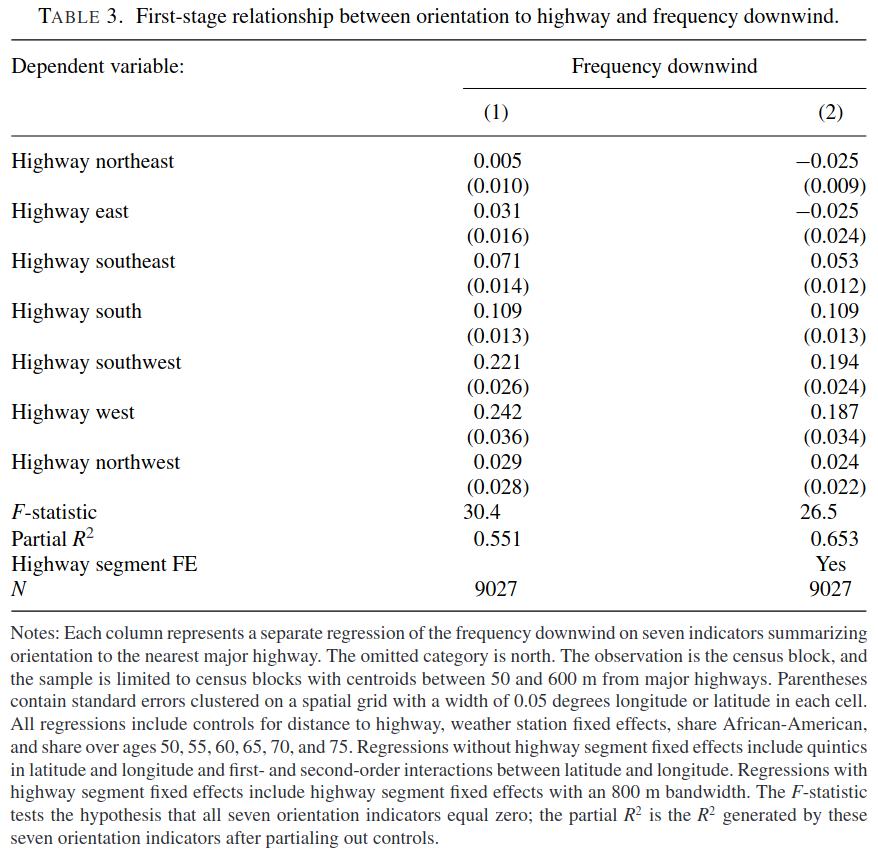 TABLE 3. First-stage relationship between orientation to highway and frequency downwind.
Dependent variable: Frequency downwind
(1) (2)
Highway northeast 0.005 −0.025
(0.010) (0.009)
Highway east 0.031 −0.025
(0.016) (0.024)
Highway southeast 0.071 0.053
(0.014) (0.012)
Highway south 0.109 0.109
(0.013) (0.013)
Highway southwest 0.221 0.194
(0.026) (0.024)
Highway west 0.242 0.187
(0.036) (0.034)
Highway northwest 0.029 0.024
(0.028) (0.022)
F-statistic 30.4 26.5
Partial R² 0.551 0.653
Highway segment FE Yes
N 9027 9027
Notes: Each column represents a separate regression of the frequency downwind on seven indicators summarizing
orientation to the nearest major highway. The omitted category is north. The observation is the census block, and
the sample is limited to census blocks with centroids between 50 and 600 m from major highways. Parentheses
contain standard errors clustered on a spatial grid with a width of 0.05 degrees longitude or latitude in each cell.
All regressions include controls for distance to highway, weather station fixed effects, share African-American,
and share over ages 50, 55, 60, 65, 70, and 75. Regressions without highway segment fixed effects include quintics
in latitude and longitude and first- and second-order interactions between latitude and longitude. Regressions with
highway segment fixed effects include highway segment fixed effects with an 800 m bandwidth. The F-statistic
tests the hypothesis that all seven orientation indicators equal zero; the partial R² is the R² generated by these
seven orientation indicators after partialing out controls.